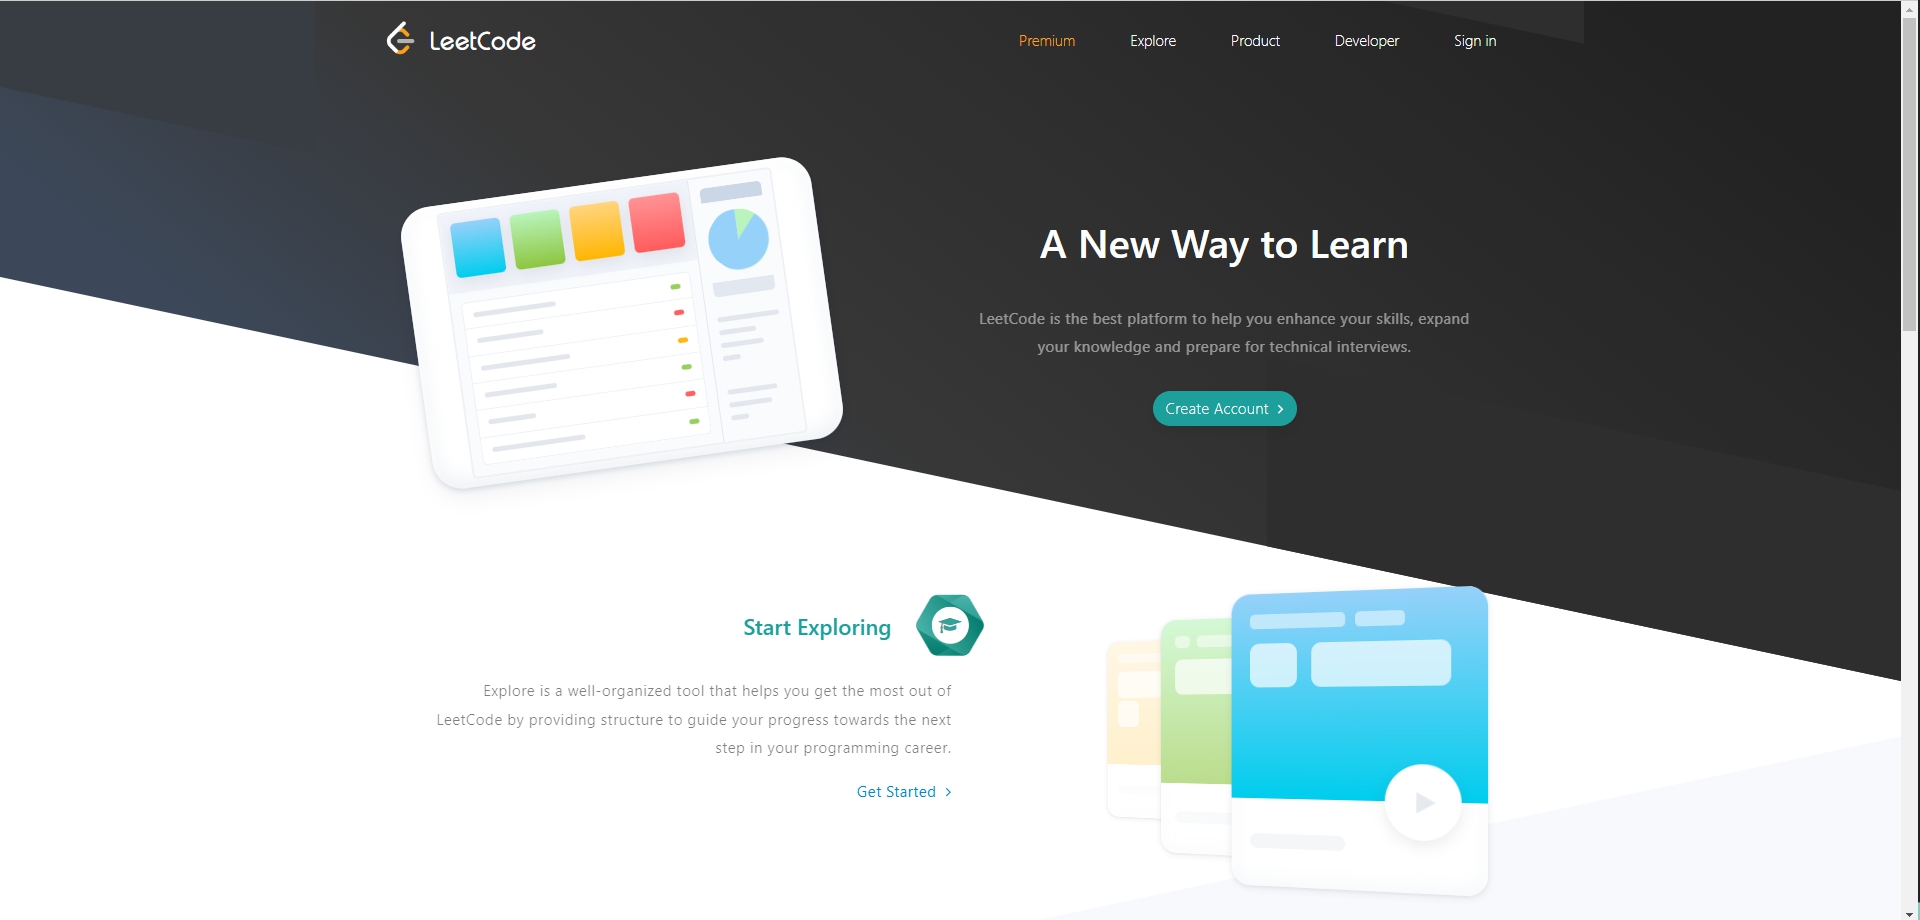 LeetCode
Premium
Explore
Product
Developer
Sign in
A New Way to Learn
LeetCode is the best platform to help you enhance your skills, expand
your knowledge and prepare for technical interviews.
Create Account
Start Exploring
Explore is a well-organized tool that helps you get the most out of
LeetCode by providing structure to guide your progress towards the next
step in your programming career.
Get Started